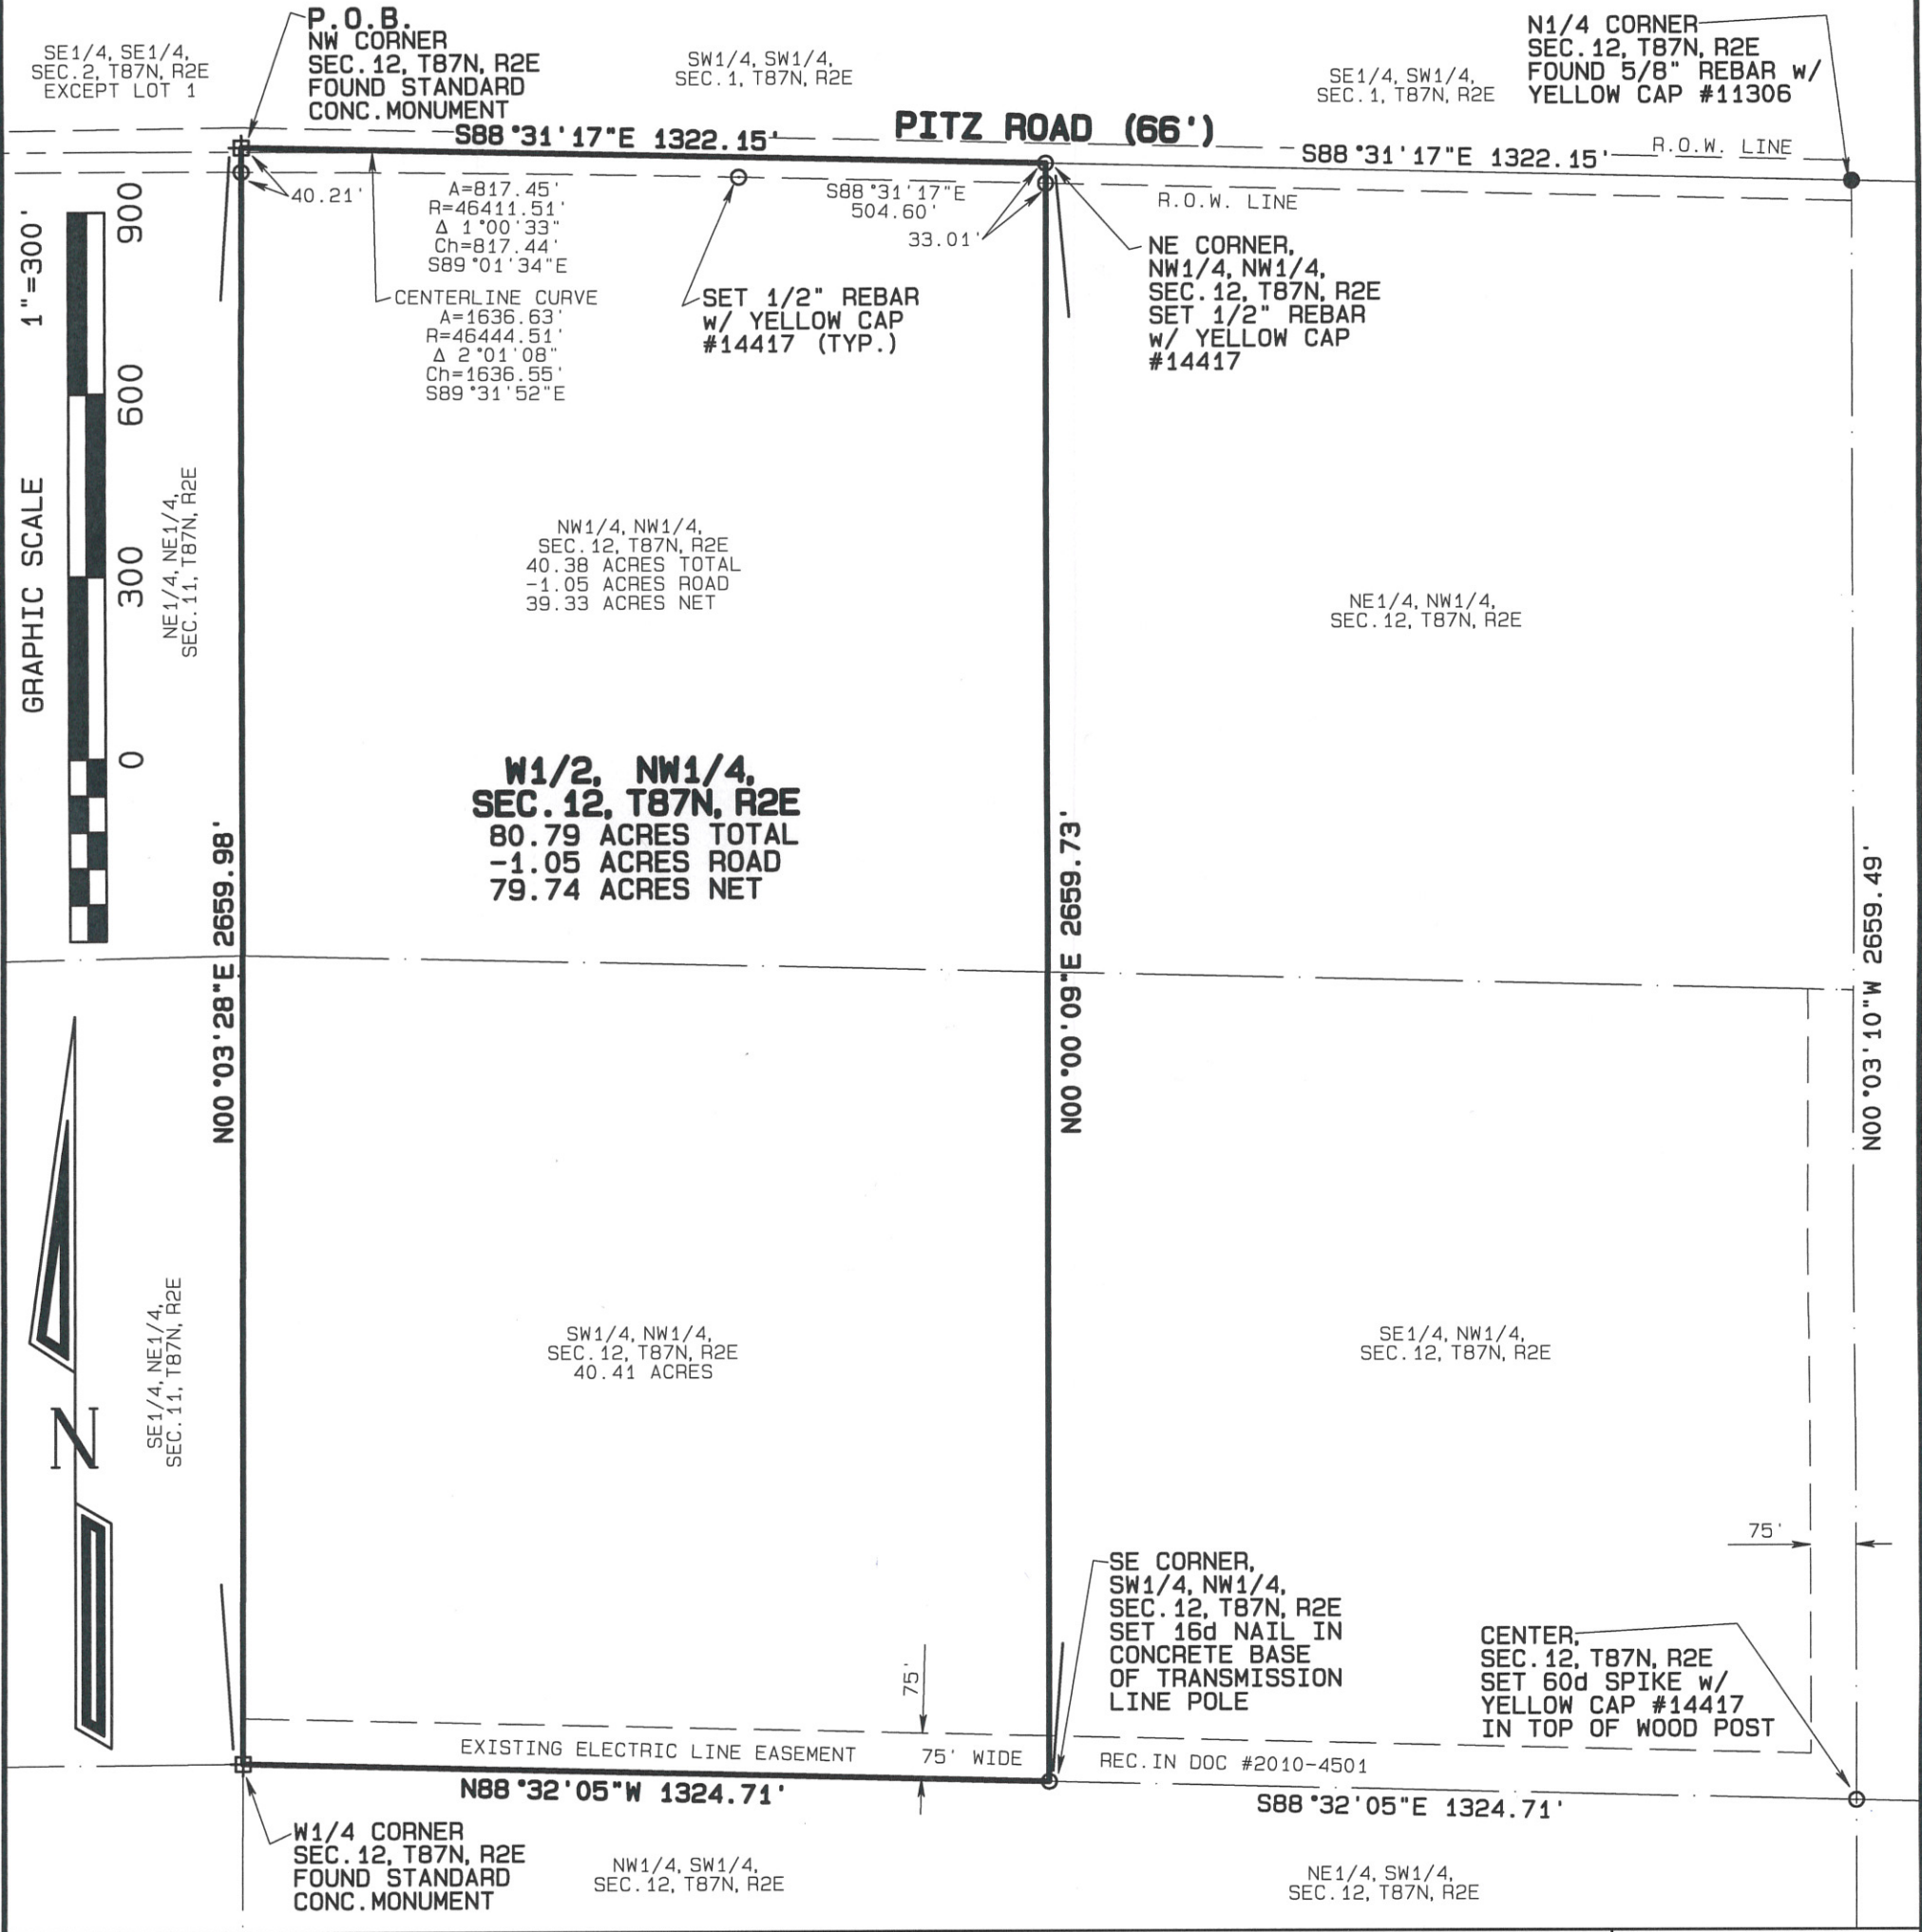 SE1/4, SE1/4,
SEC.2, T87N, R2E
EXCEPT LOT 1
P.O.B.
NW CORNER
SEC.12, T87N, R2E
FOUND STANDARD
CONC.MONUMENT
SW1/4, SW1/4,
SEC.1, T87N, R2E
SE1/4, SW1/4,
SEC.1, T87N, R2E
N1/4 CORNER
SEC.12, T87N, R2E
FOUND 5/8" REBAR w/
YELLOW CAP #11306
S88°31'17"E 1322.15'
PITZ ROAD (66')
S88°31'17"E 1322.15'
R.O.W. LINE
40.21'
A=817.45'
R=46411.51'
Δ 1°00'33"
Ch=817.44'
S89°01'34"E
S88°31'17"E
504.60'
33.01'
R.O.W. LINE
CENTERLINE CURVE
A=1636.63'
R=46444.51'
Δ 2°01'08"
Ch=1636.55'
S89°31'52"E
SET 1/2" REBAR
w/ YELLOW CAP
#14417 (TYP.)
NE CORNER,
NW1/4, NW1/4,
SEC.12, T87N, R2E
SET 1/2" REBAR
w/ YELLOW CAP
#14417
GRAPHIC SCALE 1"=300'
0 300 600 900
NE1/4, NE1/4,
SEC.11, T87N, R2E
NW1/4, NW1/4,
SEC.12, T87N, R2E
40.38 ACRES TOTAL
-1.05 ACRES ROAD
39.33 ACRES NET
NE1/4, NW1/4,
SEC.12, T87N, R2E
W1/2, NW1/4,
SEC.12, T87N, R2E
80.79 ACRES TOTAL
-1.05 ACRES ROAD
79.74 ACRES NET
N00°03'28"E 2659.98'
N00°00'09"E 2659.73'
N00°03'10"W 2659.49'
N
SE1/4, NE1/4,
SEC.11, T87N, R2E
SW1/4, NW1/4,
SEC.12, T87N, R2E
40.41 ACRES
SE1/4, NW1/4,
SEC.12, T87N, R2E
75'
SE CORNER,
SW1/4, NW1/4,
SEC.12, T87N, R2E
SET 16d NAIL IN
CONCRETE BASE
OF TRANSMISSION
LINE POLE
CENTER,
SEC.12, T87N, R2E
SET 60d SPIKE w/
YELLOW CAP #14417
IN TOP OF WOOD POST
75'
EXISTING ELECTRIC LINE EASEMENT 75' WIDE REC.IN DOC #2010-4501
N88°32'05"W 1324.71'
S88°32'05"E 1324.71'
W1/4 CORNER
SEC.12, T87N, R2E
FOUND STANDARD
CONC.MONUMENT
NW1/4, SW1/4,
SEC.12, T87N, R2E
NE1/4, SW1/4,
SEC.12, T87N, R2E